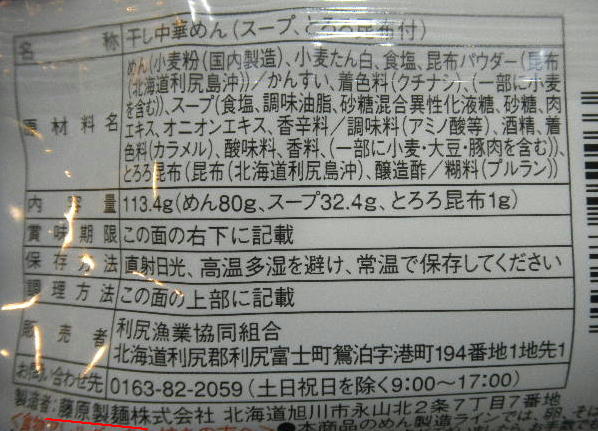 名称 干し中華めん(スープ、とろろ昆布付)
原材料名 めん(小麦粉(国内製造)、小麦たん白、食塩、昆布パウダー(昆布
(北海道利尻島沖))/かんすい、着色料(クチナシ)、(一部に小麦
を含む))、スープ(食塩、調味油脂、砂糖混合異性化液糖、砂糖、肉
エキス、オニオンエキス、香辛料/調味料(アミノ酸等)、酒精、着
色料(カラメル)、酸味料、香料、(一部に小麦・大豆・豚肉を含む))、
とろろ昆布(昆布(北海道利尻島沖)、醸造酢/糊料(プルラン))
内容量 113.4g(めん80g、スープ32.4g、とろろ昆布1g)
賞味期限 この面の右下に記載
保存方法 直射日光、高温多湿を避け、常温で保存してください
調理方法 この面の上部に記載
販売者 利尻漁業協同組合
北海道利尻郡利尻富士町鴛泊字港町194番地1地先1
お問い合わせ先 0163-82-2059(土日祝日を除く9:00〜17:00)
製造者:藤原製麺株式会社 北海道旭川市永山北2条7丁目7番地
●本商品のめん製造ラインでは、卵、そば